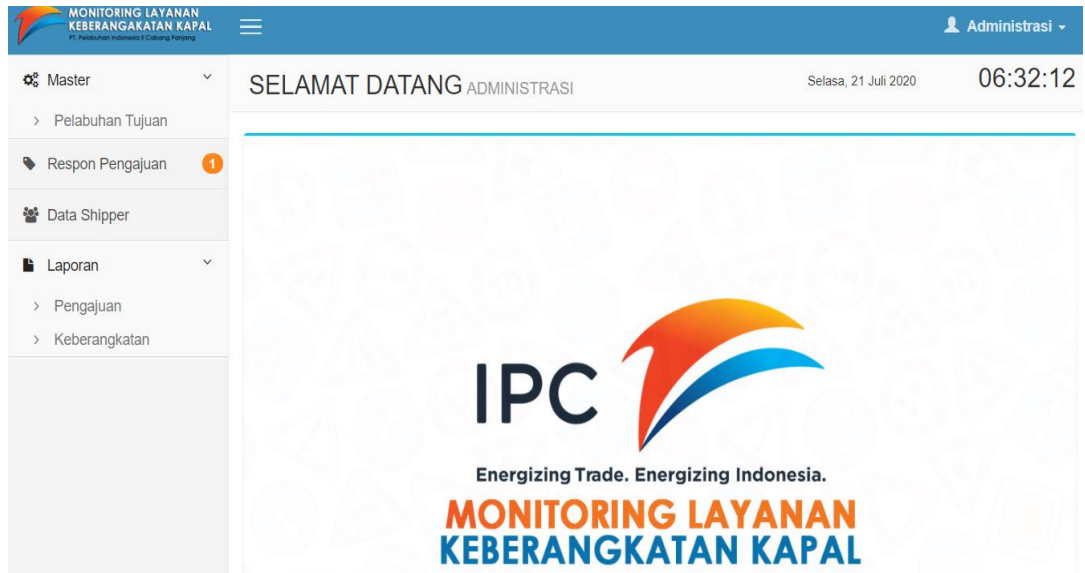 MONITORING LAYANAN
KEBERANGAKATAN KAPAL
PT. Pelabuhan Indonesia II Cabang Panjang
Administrasi
Master
Pelabuhan Tujuan
Respon Pengajuan 1
Data Shipper
Laporan
Pengajuan
Keberangkatan
SELAMAT DATANG ADMINISTRASI
Selasa, 21 Juli 2020
06:32:12
IPC
Energizing Trade. Energizing Indonesia.
MONITORING LAYANAN
KEBERANGKATAN KAPAL